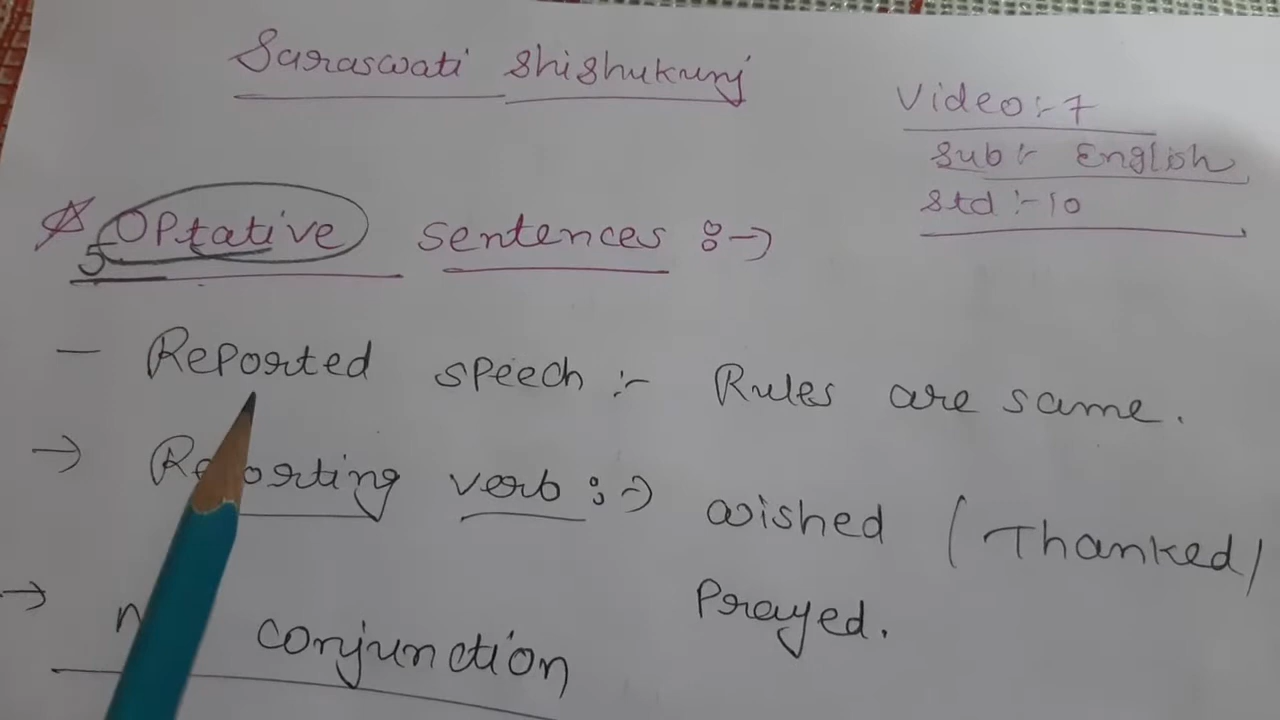 Saraswati Shishukunj
Video:- 7
Sub:- English
Std:-10
5 Optative sentences :→
- Reported speech:- Rules are same.
→ Reporting verb:→ wished / Thanked /
Prayed.
→ conjunction